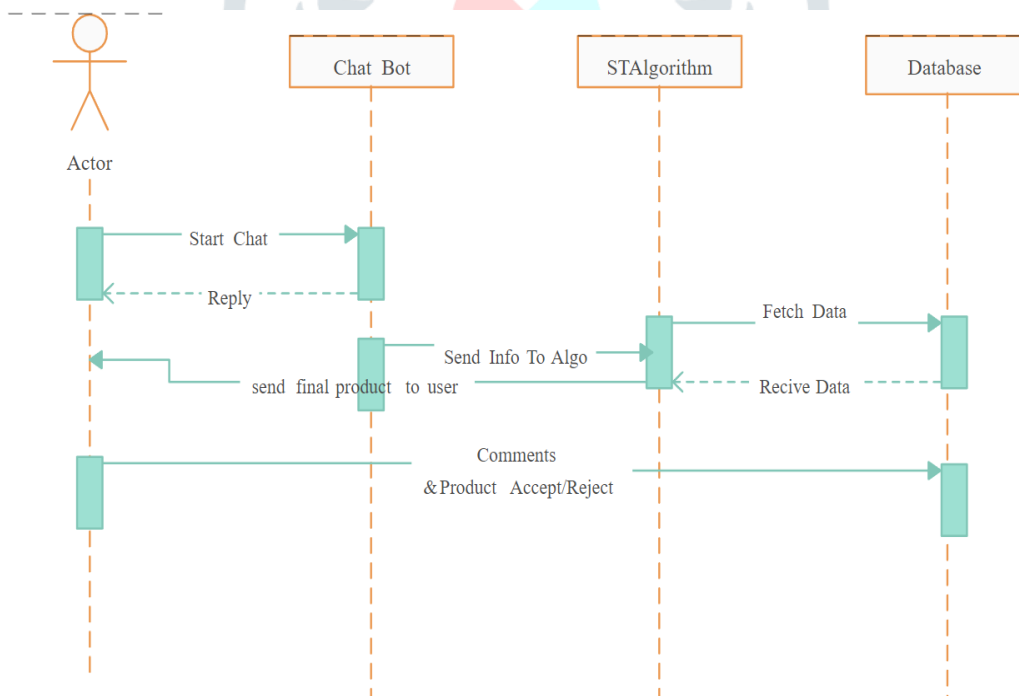 Chat Bot
STAlgorithm
Database
Actor
Start Chat
Reply
Fetch Data
Send Info To Algo
send final product to user
Recive Data
Comments
&Product Accept/Reject